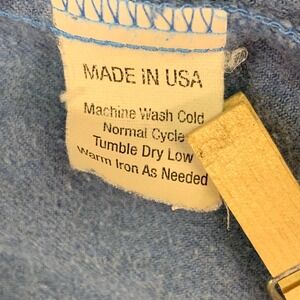 MADE IN USA
Machine Wash Cold
Normal Cycle
Tumble Dry Low
Warm Iron As Needed